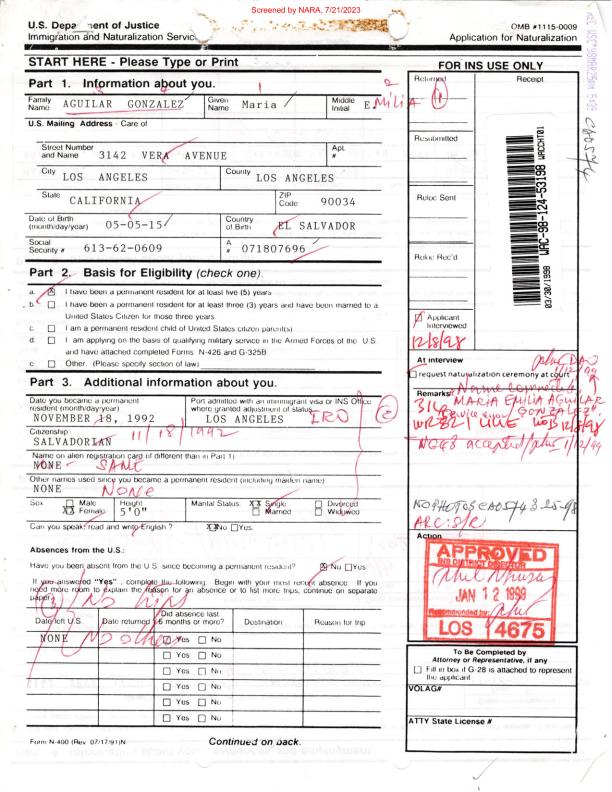 Screened by NARA, 7/21/2023
U.S. Department of Justice
Immigration and Naturalization Servic
OMB #1115-0009
Application for Naturalization
START HERE - Please Type or Print
FOR INS USE ONLY
Part 1. Information about you.
Family Name AGUILAR GONZALEZ Given Name Maria Middle Initial E. Milia
U.S. Mailing Address - Care of
Street Number and Name 3142 VERA AVENUE Apt. #
City LOS ANGELES County LOS ANGELES
State CALIFORNIA ZIP Code 90034
Date of Birth (month/day/year) 05-05-15 Country of Birth EL SALVADOR
Social Security # 613-62-0609 A # 071807696
Returned
Receipt
Resubmitted
Reloc Sent
Reloc Rec'd
03/30/1998 WAC-98-124-53198 WACCHT01
Applicant Interviewed
12/8/98
Part 2. Basis for Eligibility (check one).
a. X I have been a permanent resident for at least five (5) years
b. I have been a permanent resident for at least three (3) years and have been married to a
United States Citizen for those three years.
c. I am a permanent resident child of United States citizen parent(s)
d. I am applying on the basis of qualifying military service in the Armed Forces of the U.S.
and have attached completed Forms N-426 and G-325B
e. Other. (Please specify section of law)
At interview
request naturalization ceremony at court
1/12/99
Remarks:
Name corrected
MARIA EMILIA AGUILAR
GONZALEZ
12/8/98
accepted 1/12/99
NO PHOTOS CA0574 3-25-98
ARC: S/C
Part 3. Additional information about you.
Date you became a permanent resident (month/day/year) NOVEMBER 18, 1992
Port admitted with an immigrant visa or INS Office where granted adjustment of status LOS ANGELES
Citizenship
SALVADORIAN 11/18/1992
Name on alien registration card (if different than in Part 1)
NONE - SAME
Other names used since you became a permanent resident (including maiden name)
NONE None
Sex Male XX Female Height 5'0" Marital Status: XX Single Married Divorced Widowed
Can you speak, read and write English ? XX No Yes.
Absences from the U.S.:
Have you been absent from the U.S. since becoming a permanent resident? X No Yes
If you answered "Yes" , complete the following. Begin with your most recent absence. If you
need more room to explain the reason for an absence or to list more trips, continue on separate
paper.
Date left U.S. Date returned Did absence last 6 months or more? Destination Reason for trip
NONE No other Yes No
Yes No
Yes No
Yes No
Yes No
Yes No
Action
APPROVED
INS DISTRICT DIRECTOR
JAN 12 1999
Recommended by:
LOS 4675
To Be Completed by
Attorney or Representative, if any
Fill in box if G-28 is attached to represent
the applicant
VOLAG#
ATTY State License #
Form N-400 (Rev. 07/17/91)N
Continued on back.